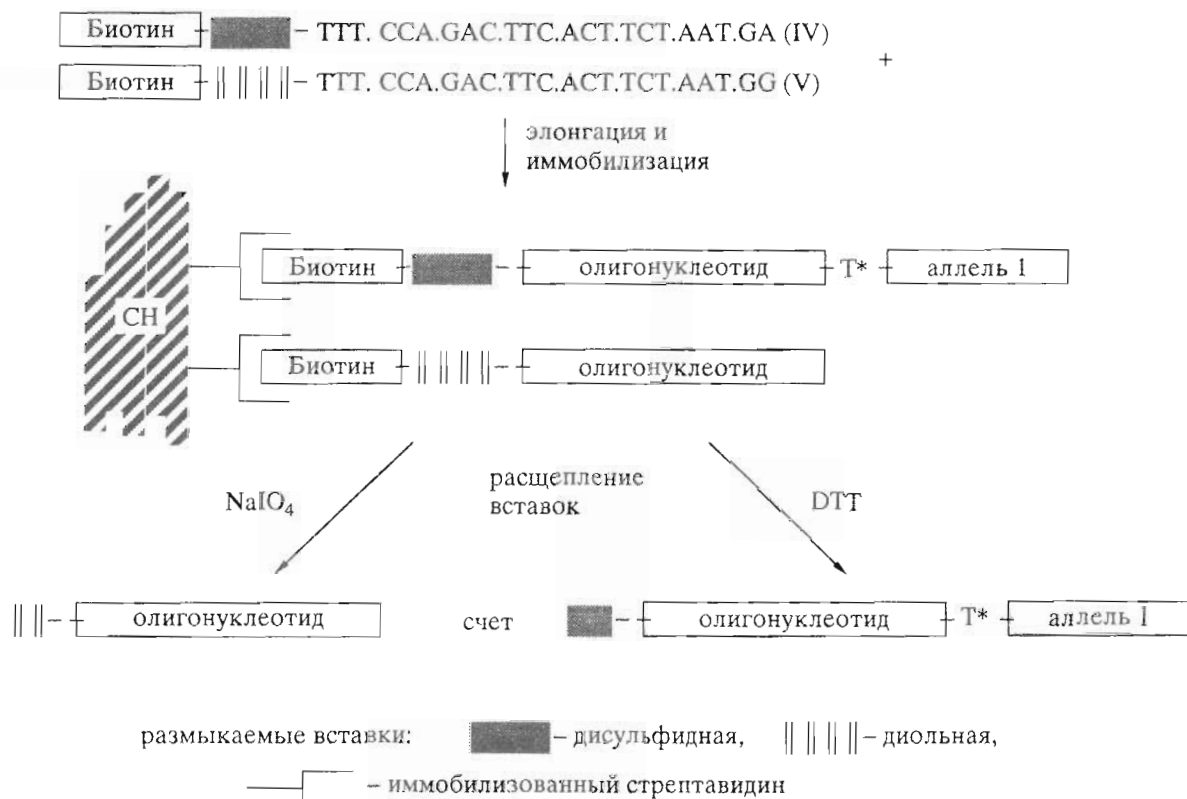 Биотин – TTT. CCA.GAC.TTC.ACT.TCT.AAT.GA (IV)
+
Биотин – TTT. CCA.GAC.TTC.ACT.TCT.AAT.GG (V)
элонгация и
иммобилизация
Биотин – олигонуклеотид T* аллель 1
СН
Биотин – олигонуклеотид
расщепление
вставок
NaIO4
DTT
– олигонуклеотид счет – олигонуклеотид T* аллель 1
размыкаемые вставки: – дисульфидная, – диольная,
– иммобилизованный стрептавидин